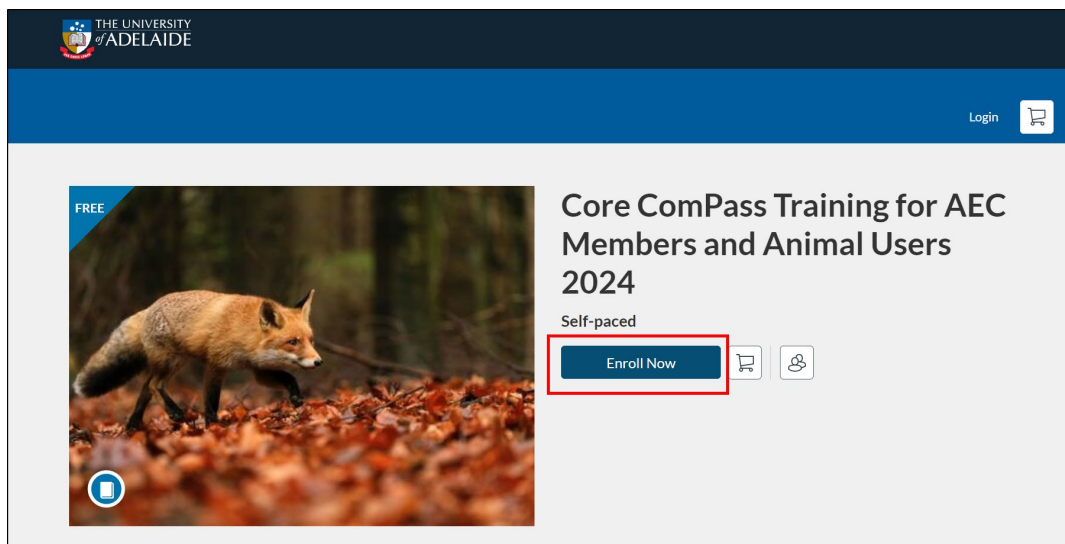 THE UNIVERSITY
of ADELAIDE
Login
FREE
Core ComPass Training for AEC
Members and Animal Users
2024
Self-paced
Enroll Now